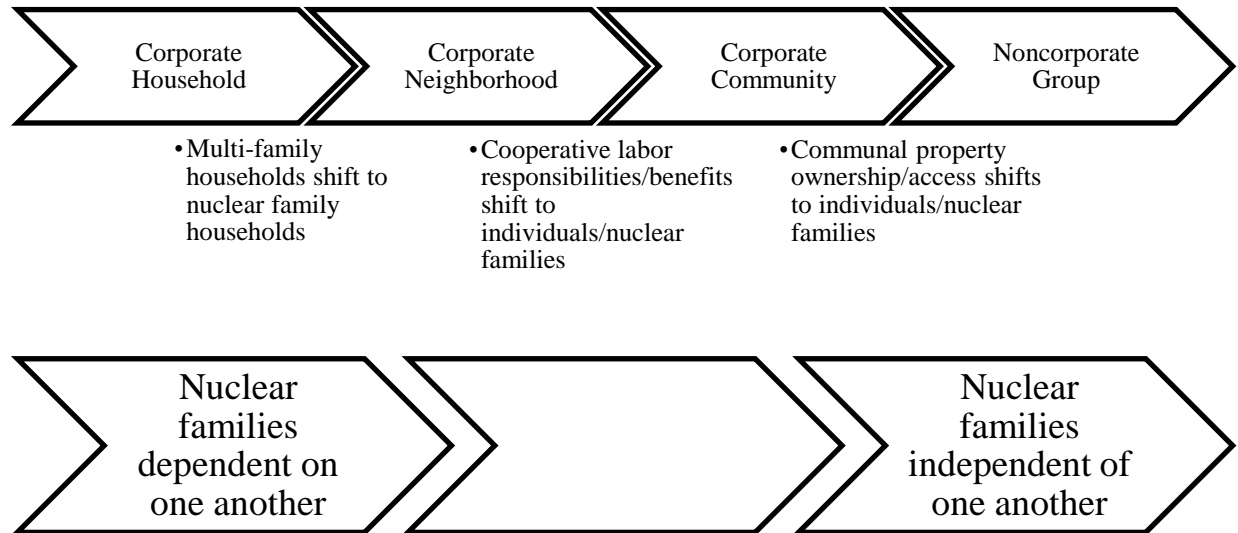 Corporate
Household
Corporate
Neighborhood
Corporate
Community
Noncorporate
Group
•Multi-family
households shift to
nuclear family
households
•Cooperative labor
responsibilities/benefits
shift to
individuals/nuclear
families
•Communal property
ownership/access shifts
to individuals/nuclear
families
Nuclear
families
dependent on
one another
Nuclear
families
independent of
one another